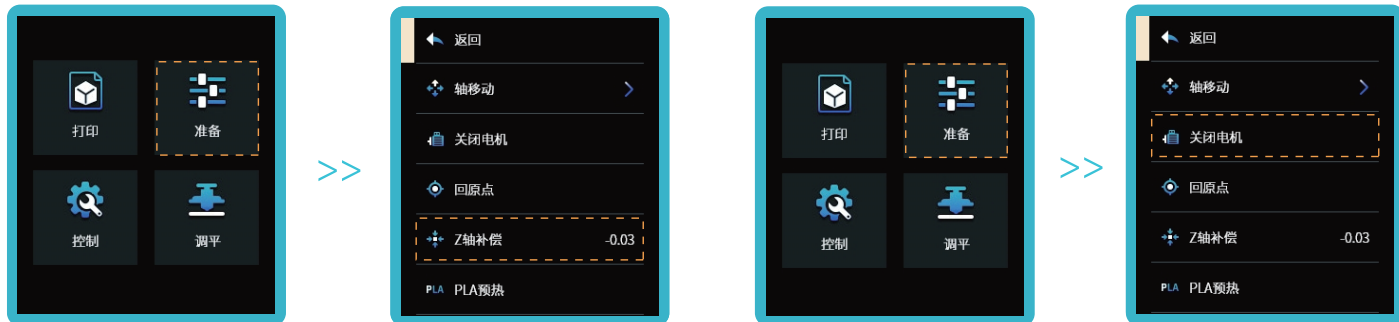 打印
准备
控制
调平
>>
返回
轴移动
关闭电机
回原点
Z轴补偿 -0.03
PLA PLA预热
打印
准备
控制
调平
>>
返回
轴移动
关闭电机
回原点
Z轴补偿 -0.03
PLA PLA预热